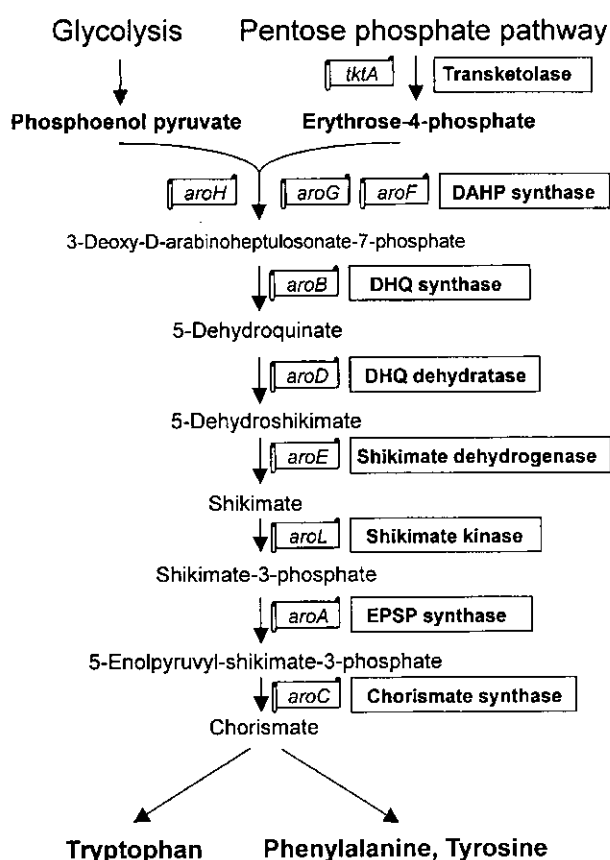 Glycolysis Pentose phosphate pathway
tktA Transketolase
Phosphoenol pyruvate Erythrose-4-phosphate
aroH aroG aroF DAHP synthase
3-Deoxy-D-arabinoheptulosonate-7-phosphate
aroB DHQ synthase
5-Dehydroquinate
aroD DHQ dehydratase
5-Dehydroshikimate
aroE Shikimate dehydrogenase
Shikimate
aroL Shikimate kinase
Shikimate-3-phosphate
aroA EPSP synthase
5-Enolpyruvyl-shikimate-3-phosphate
aroC Chorismate synthase
Chorismate
Tryptophan Phenylalanine, Tyrosine